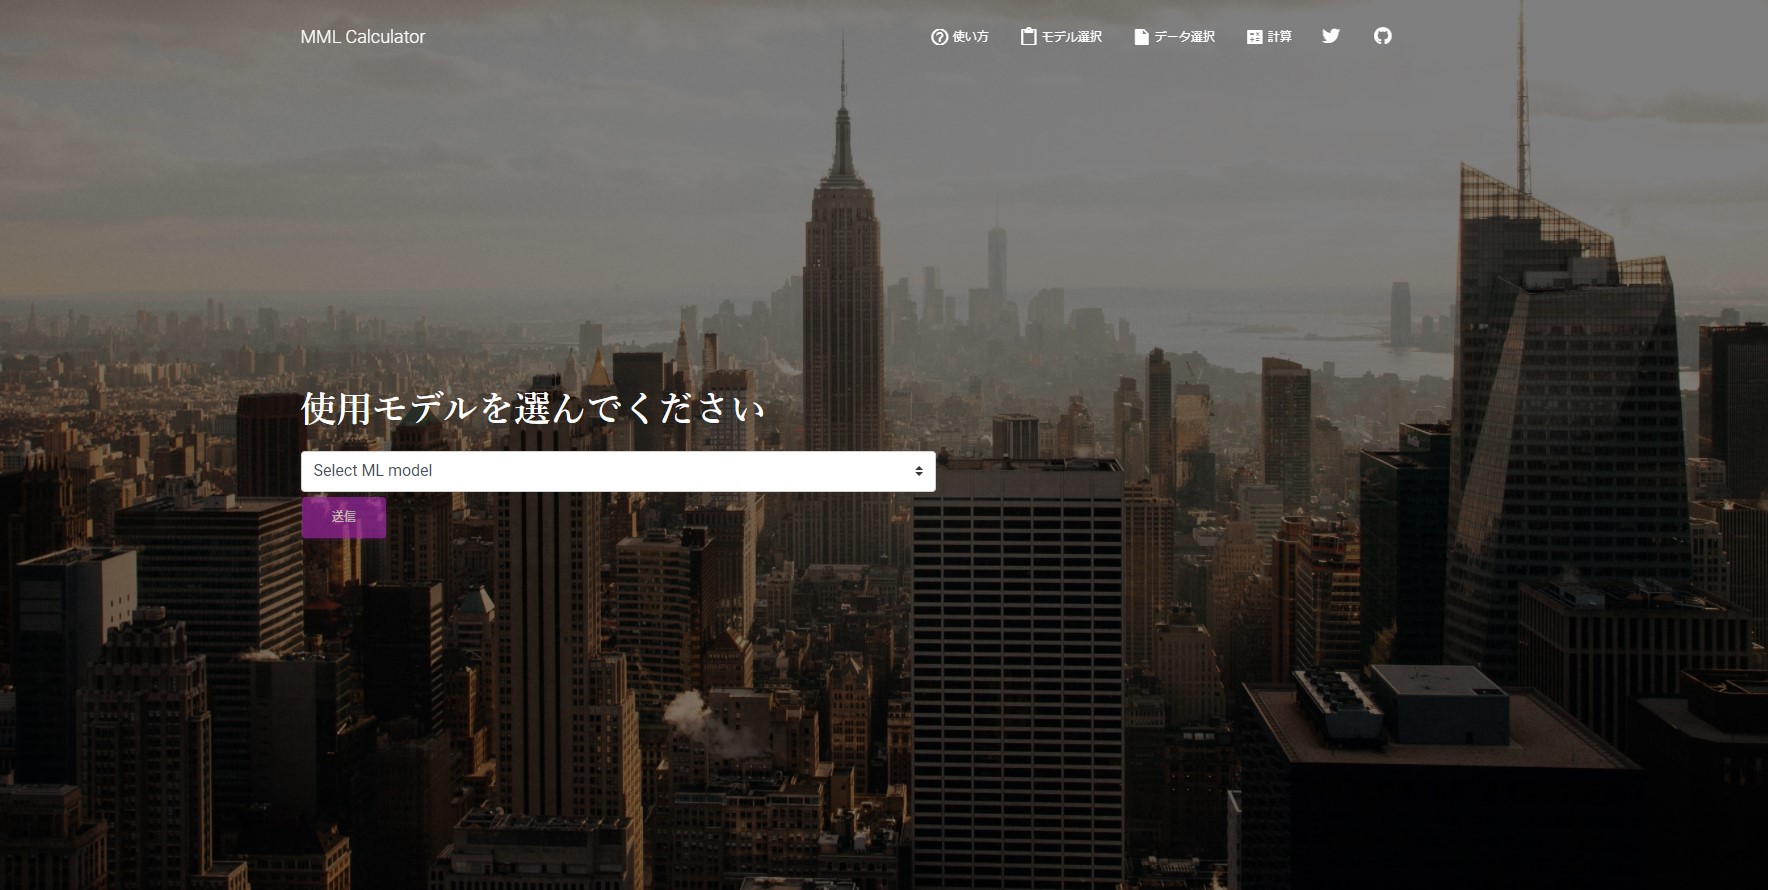 MML Calculator
使い方
モデル選択
データ選択
計算
使用モデルを選んでください
Select ML model
送信